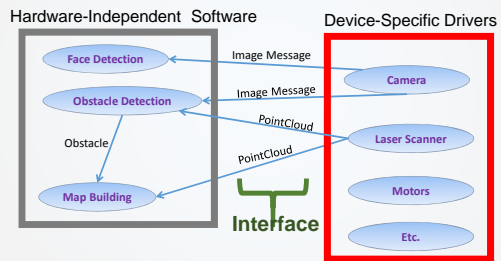 Hardware-Independent Software
Device-Specific Drivers
Face Detection
Image Message
Camera
Obstacle Detection
Image Message
PointCloud
Laser Scanner
Obstacle
PointCloud
Map Building
Motors
Interface
Etc.